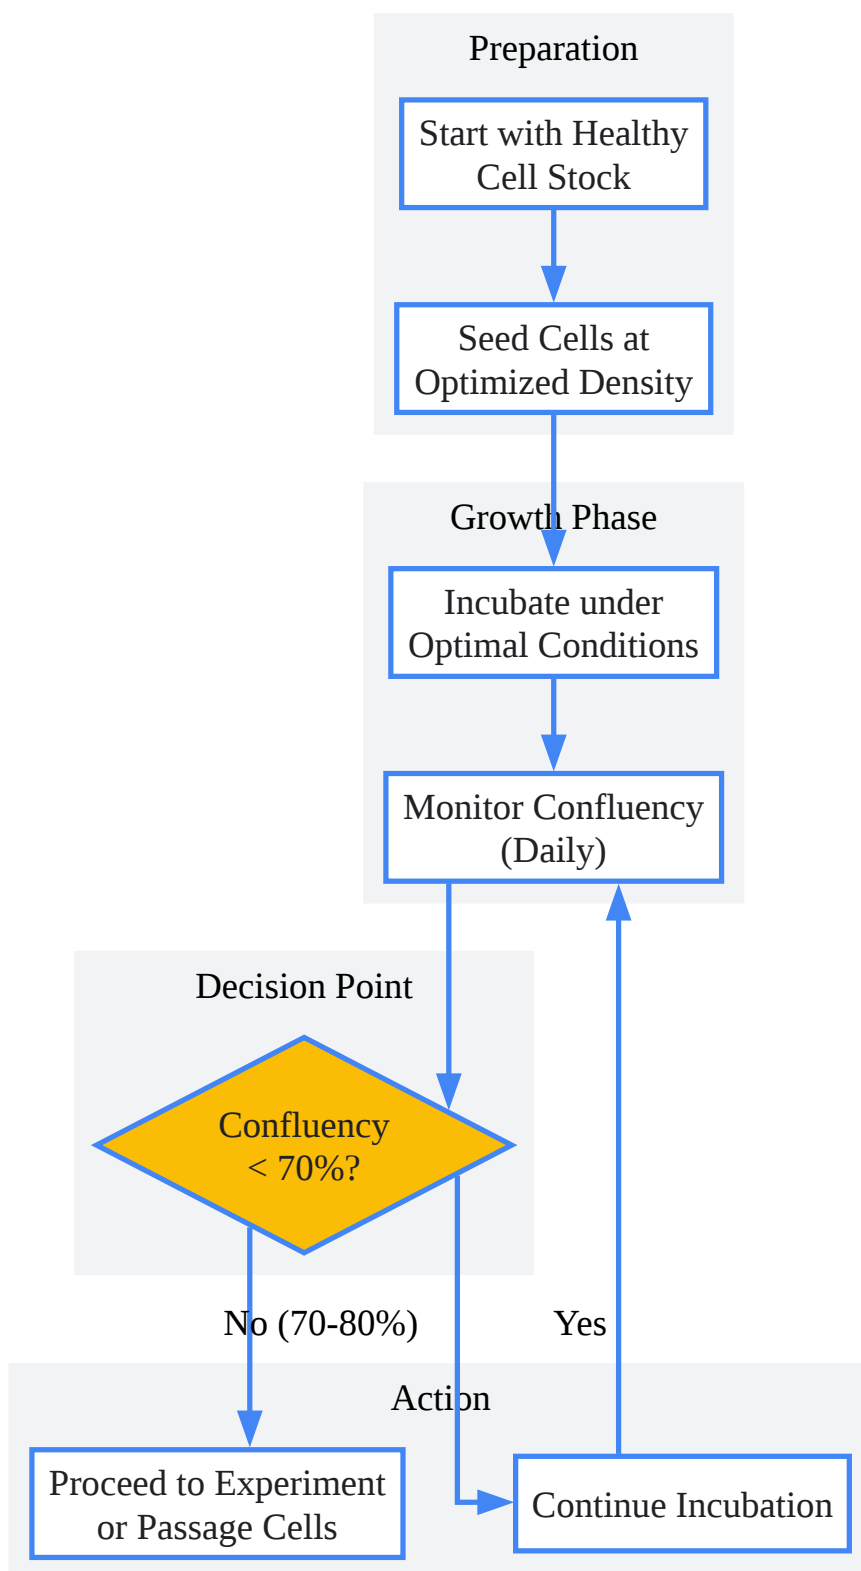 Preparation
Start with Healthy
Cell Stock
Seed Cells at
Optimized Density
Growth Phase
Incubate under
Optimal Conditions
Monitor Confluency
(Daily)
Decision Point
Confluency
< 70%?
No (70-80%)
Yes
Action
Proceed to Experiment
or Passage Cells
Continue Incubation